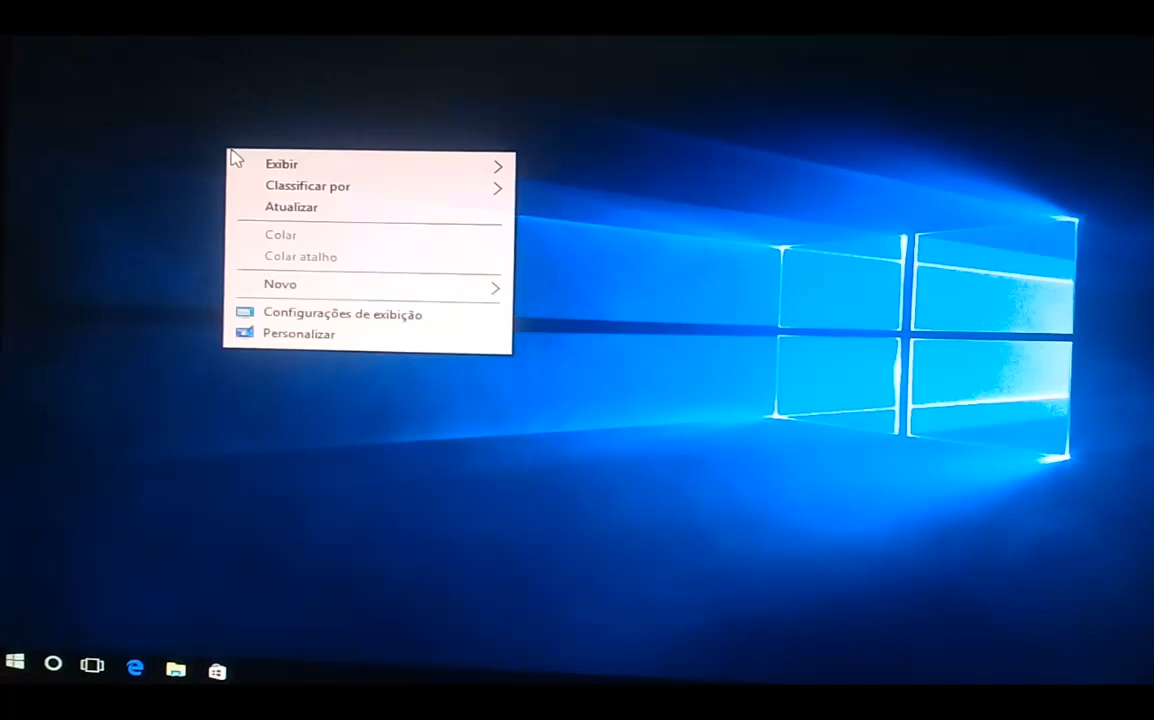 Exibir
Classificar por
Atualizar
Colar
Colar atalho
Novo
Configurações de exibição
Personalizar